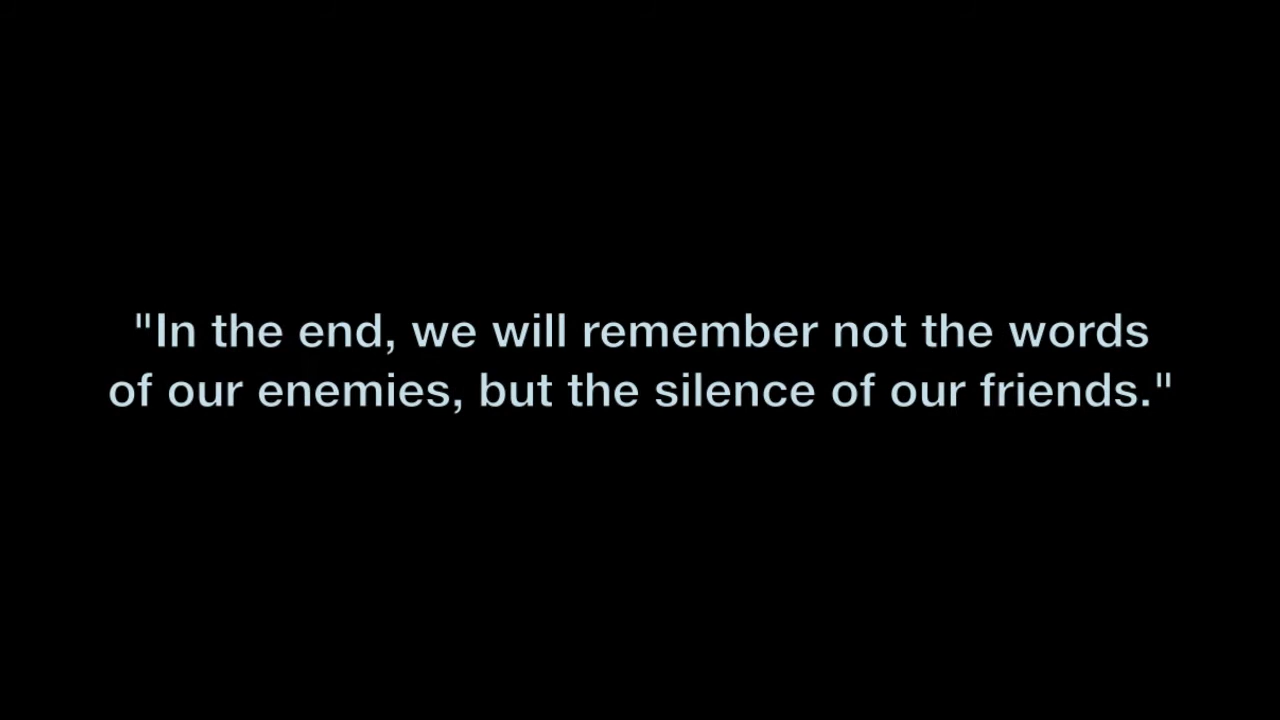 "In the end, we will remember not the words
of our enemies, but the silence of our friends."